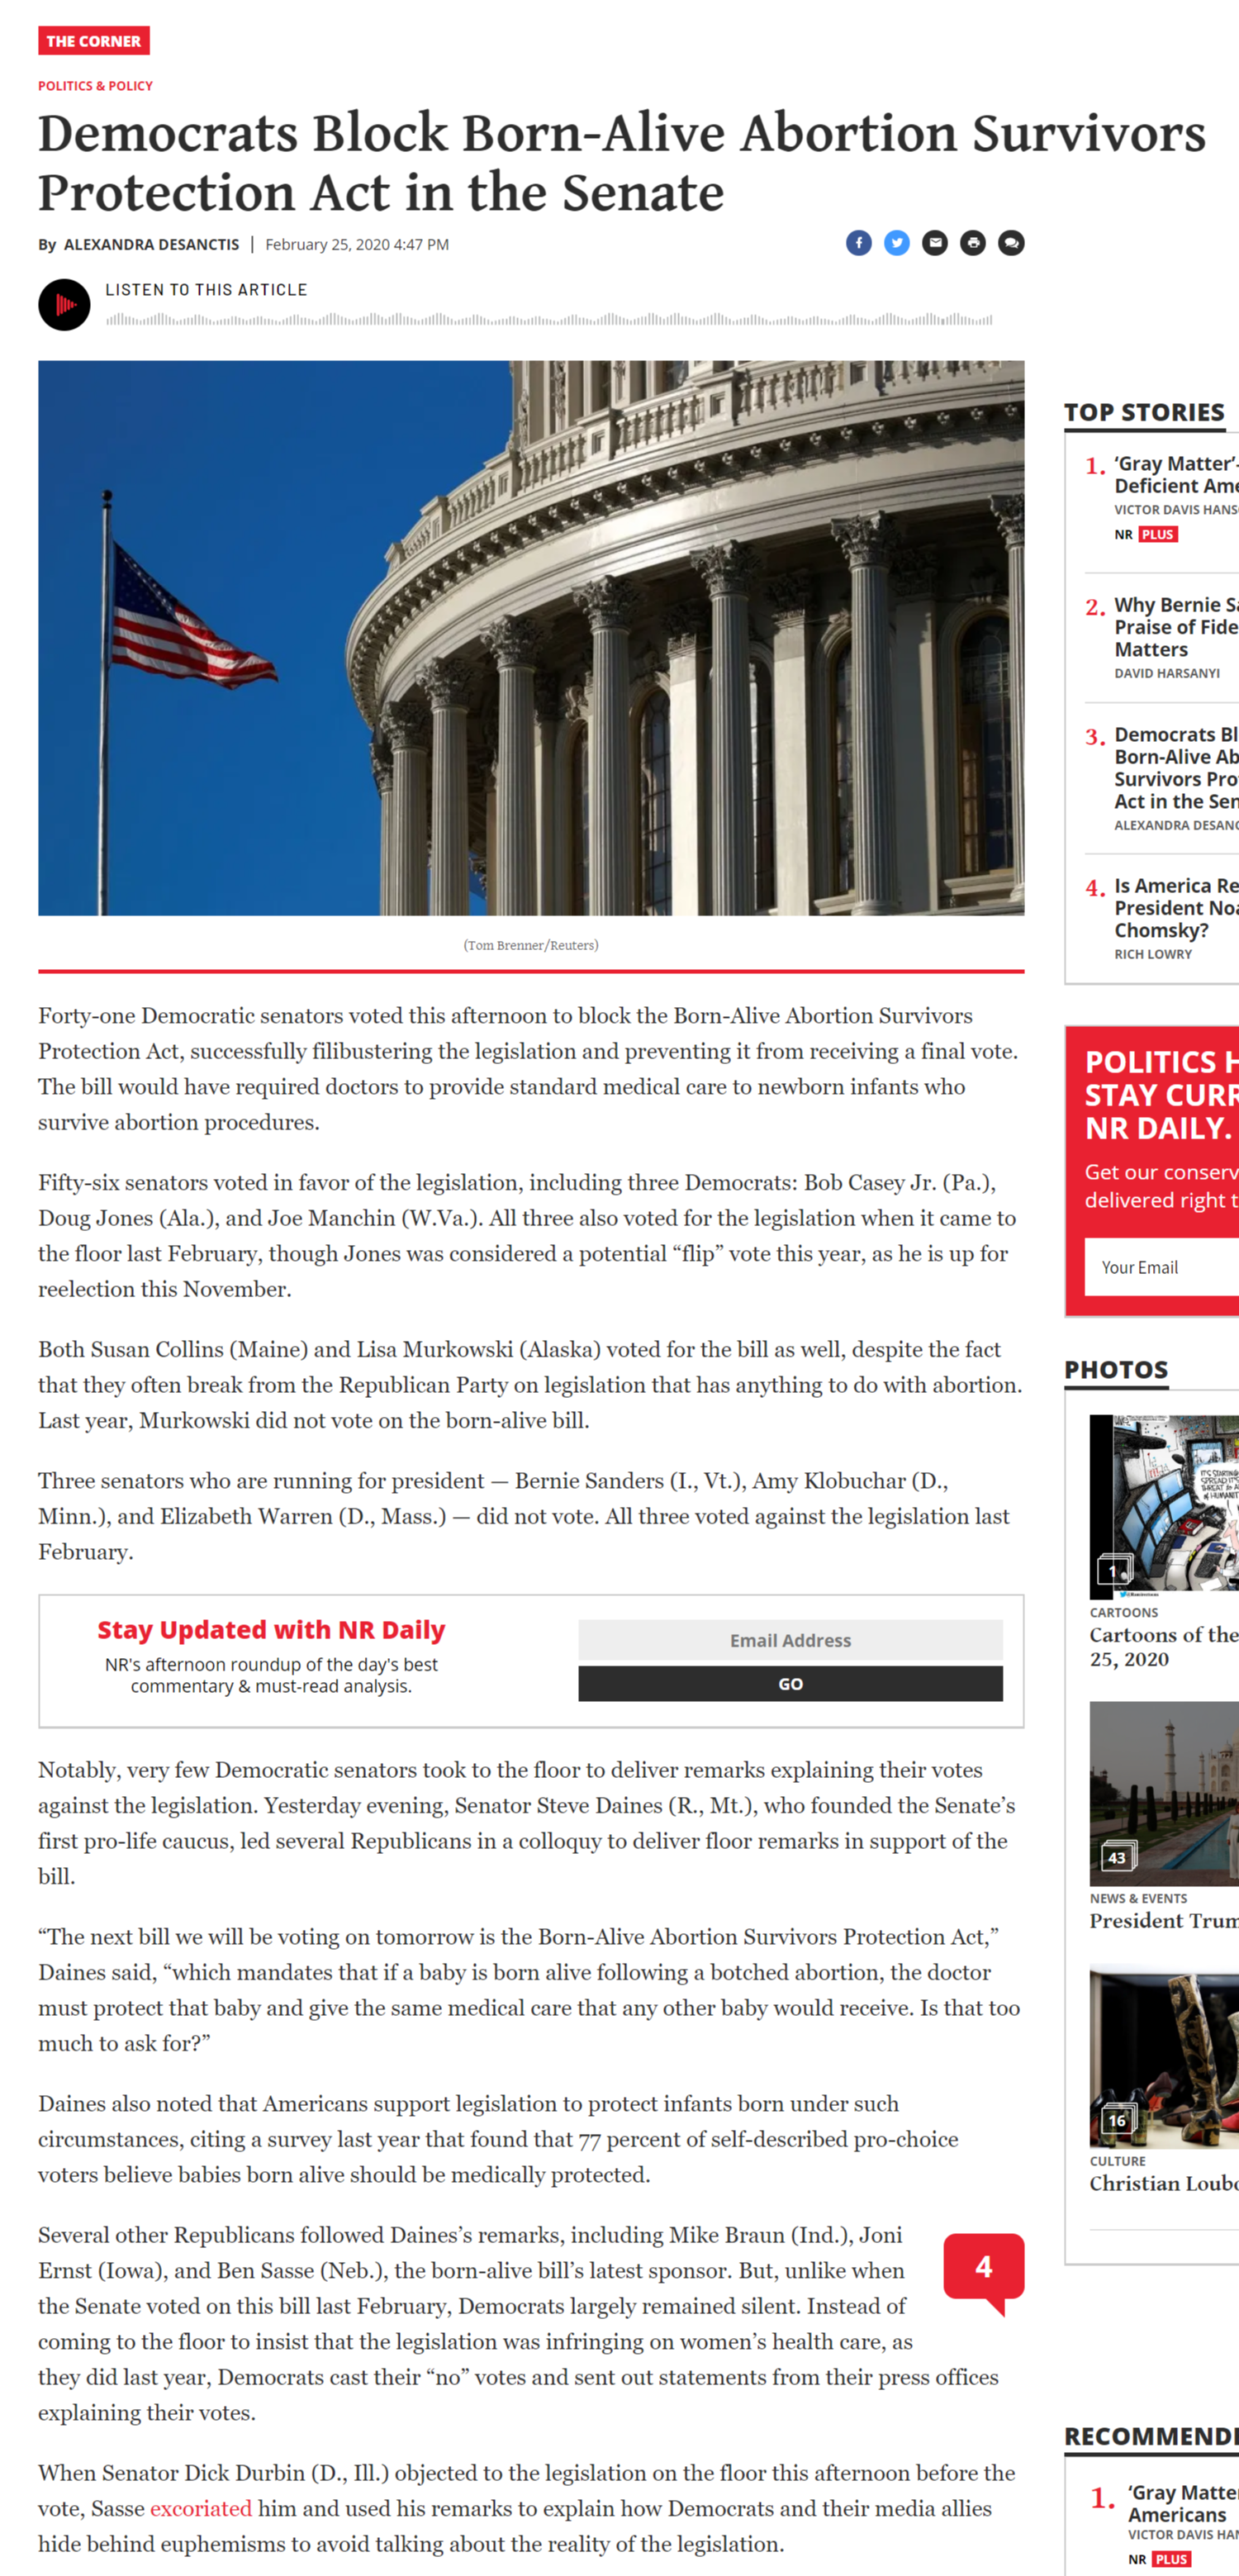 THE CORNER
POLITICS & POLICY
Democrats Block Born-Alive Abortion Survivors
Protection Act in the Senate
By ALEXANDRA DESANCTIS | February 25, 2020 4:47 PM
LISTEN TO THIS ARTICLE
(Tom Brenner/Reuters)
Forty-one Democratic senators voted this afternoon to block the Born-Alive Abortion Survivors
Protection Act, successfully filibustering the legislation and preventing it from receiving a final vote.
The bill would have required doctors to provide standard medical care to newborn infants who
survive abortion procedures.
Fifty-six senators voted in favor of the legislation, including three Democrats: Bob Casey Jr. (Pa.),
Doug Jones (Ala.), and Joe Manchin (W.Va.). All three also voted for the legislation when it came to
the floor last February, though Jones was considered a potential “flip” vote this year, as he is up for
reelection this November.
Both Susan Collins (Maine) and Lisa Murkowski (Alaska) voted for the bill as well, despite the fact
that they often break from the Republican Party on legislation that has anything to do with abortion.
Last year, Murkowski did not vote on the born-alive bill.
Three senators who are running for president — Bernie Sanders (I., Vt.), Amy Klobuchar (D.,
Minn.), and Elizabeth Warren (D., Mass.) — did not vote. All three voted against the legislation last
February.
Stay Updated with NR Daily
NR's afternoon roundup of the day's best
commentary & must-read analysis.
Email Address
GO
Notably, very few Democratic senators took to the floor to deliver remarks explaining their votes
against the legislation. Yesterday evening, Senator Steve Daines (R., Mt.), who founded the Senate’s
first pro-life caucus, led several Republicans in a colloquy to deliver floor remarks in support of the
bill.
“The next bill we will be voting on tomorrow is the Born-Alive Abortion Survivors Protection Act,”
Daines said, “which mandates that if a baby is born alive following a botched abortion, the doctor
must protect that baby and give the same medical care that any other baby would receive. Is that too
much to ask for?”
Daines also noted that Americans support legislation to protect infants born under such
circumstances, citing a survey last year that found that 77 percent of self-described pro-choice
voters believe babies born alive should be medically protected.
Several other Republicans followed Daines’s remarks, including Mike Braun (Ind.), Joni
Ernst (Iowa), and Ben Sasse (Neb.), the born-alive bill’s latest sponsor. But, unlike when
the Senate voted on this bill last February, Democrats largely remained silent. Instead of
coming to the floor to insist that the legislation was infringing on women’s health care, as
they did last year, Democrats cast their “no” votes and sent out statements from their press offices
explaining their votes.
4
When Senator Dick Durbin (D., Ill.) objected to the legislation on the floor this afternoon before the
vote, Sasse excoriated him and used his remarks to explain how Democrats and their media allies
hide behind euphemisms to avoid talking about the reality of the legislation.
TOP STORIES
1. ‘Gray Matter’-
Deficient Ame
VICTOR DAVIS HANS
NR PLUS
2. Why Bernie Sa
Praise of Fide
Matters
DAVID HARSANYI
3. Democrats Bl
Born-Alive Ab
Survivors Pro
Act in the Sen
ALEXANDRA DESANC
4. Is America Re
President Noa
Chomsky?
RICH LOWRY
POLITICS H
STAY CURR
NR DAILY.
Get our conserv
delivered right t
Your Email
PHOTOS
1
CARTOONS
Cartoons of the
25, 2020
43
NEWS & EVENTS
President Trum
16
CULTURE
Christian Loubo
RECOMMENDE
1. ‘Gray Matte
Americans
VICTOR DAVIS HAN
NR PLUS